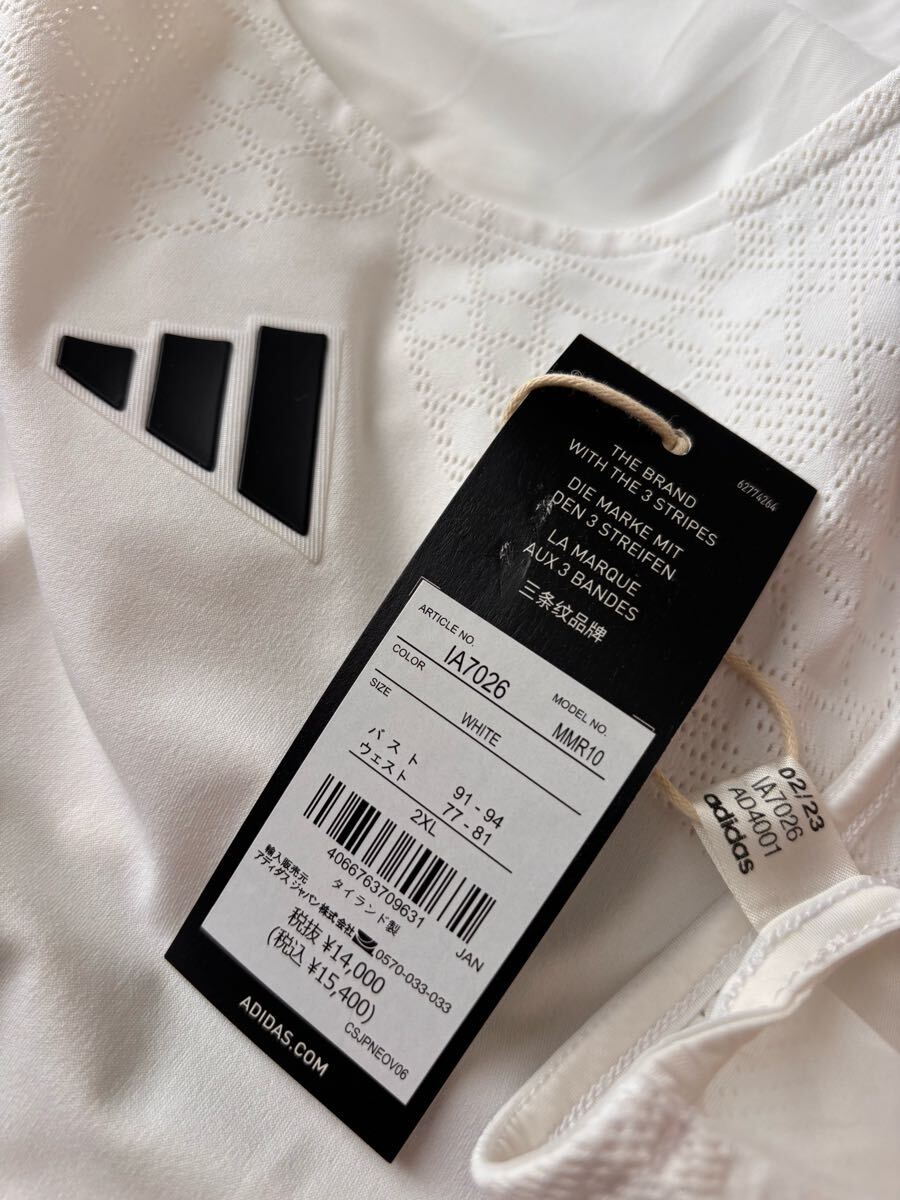 62774264
THE BRAND
WITH THE 3 STRIPES
DIE MARKE MIT
DEN 3 STREIFEN
LA MARQUE
AUX 3 BANDES
三条纹品牌
ARTICLE NO.
IA7026
MODEL NO.
MMR10
COLOR
WHITE
SIZE
バスト 91 - 94
ウェスト 77 - 81
2XL
4066763709631
JAN
輸入販売元 タイランド製
アディダス ジャパン株式会社 0570-033-033
税抜 ¥14,000
(税込 ¥15,400)
CSJPNEOV06
ADIDAS.COM
02/23
IA7026
AD4001
adidas